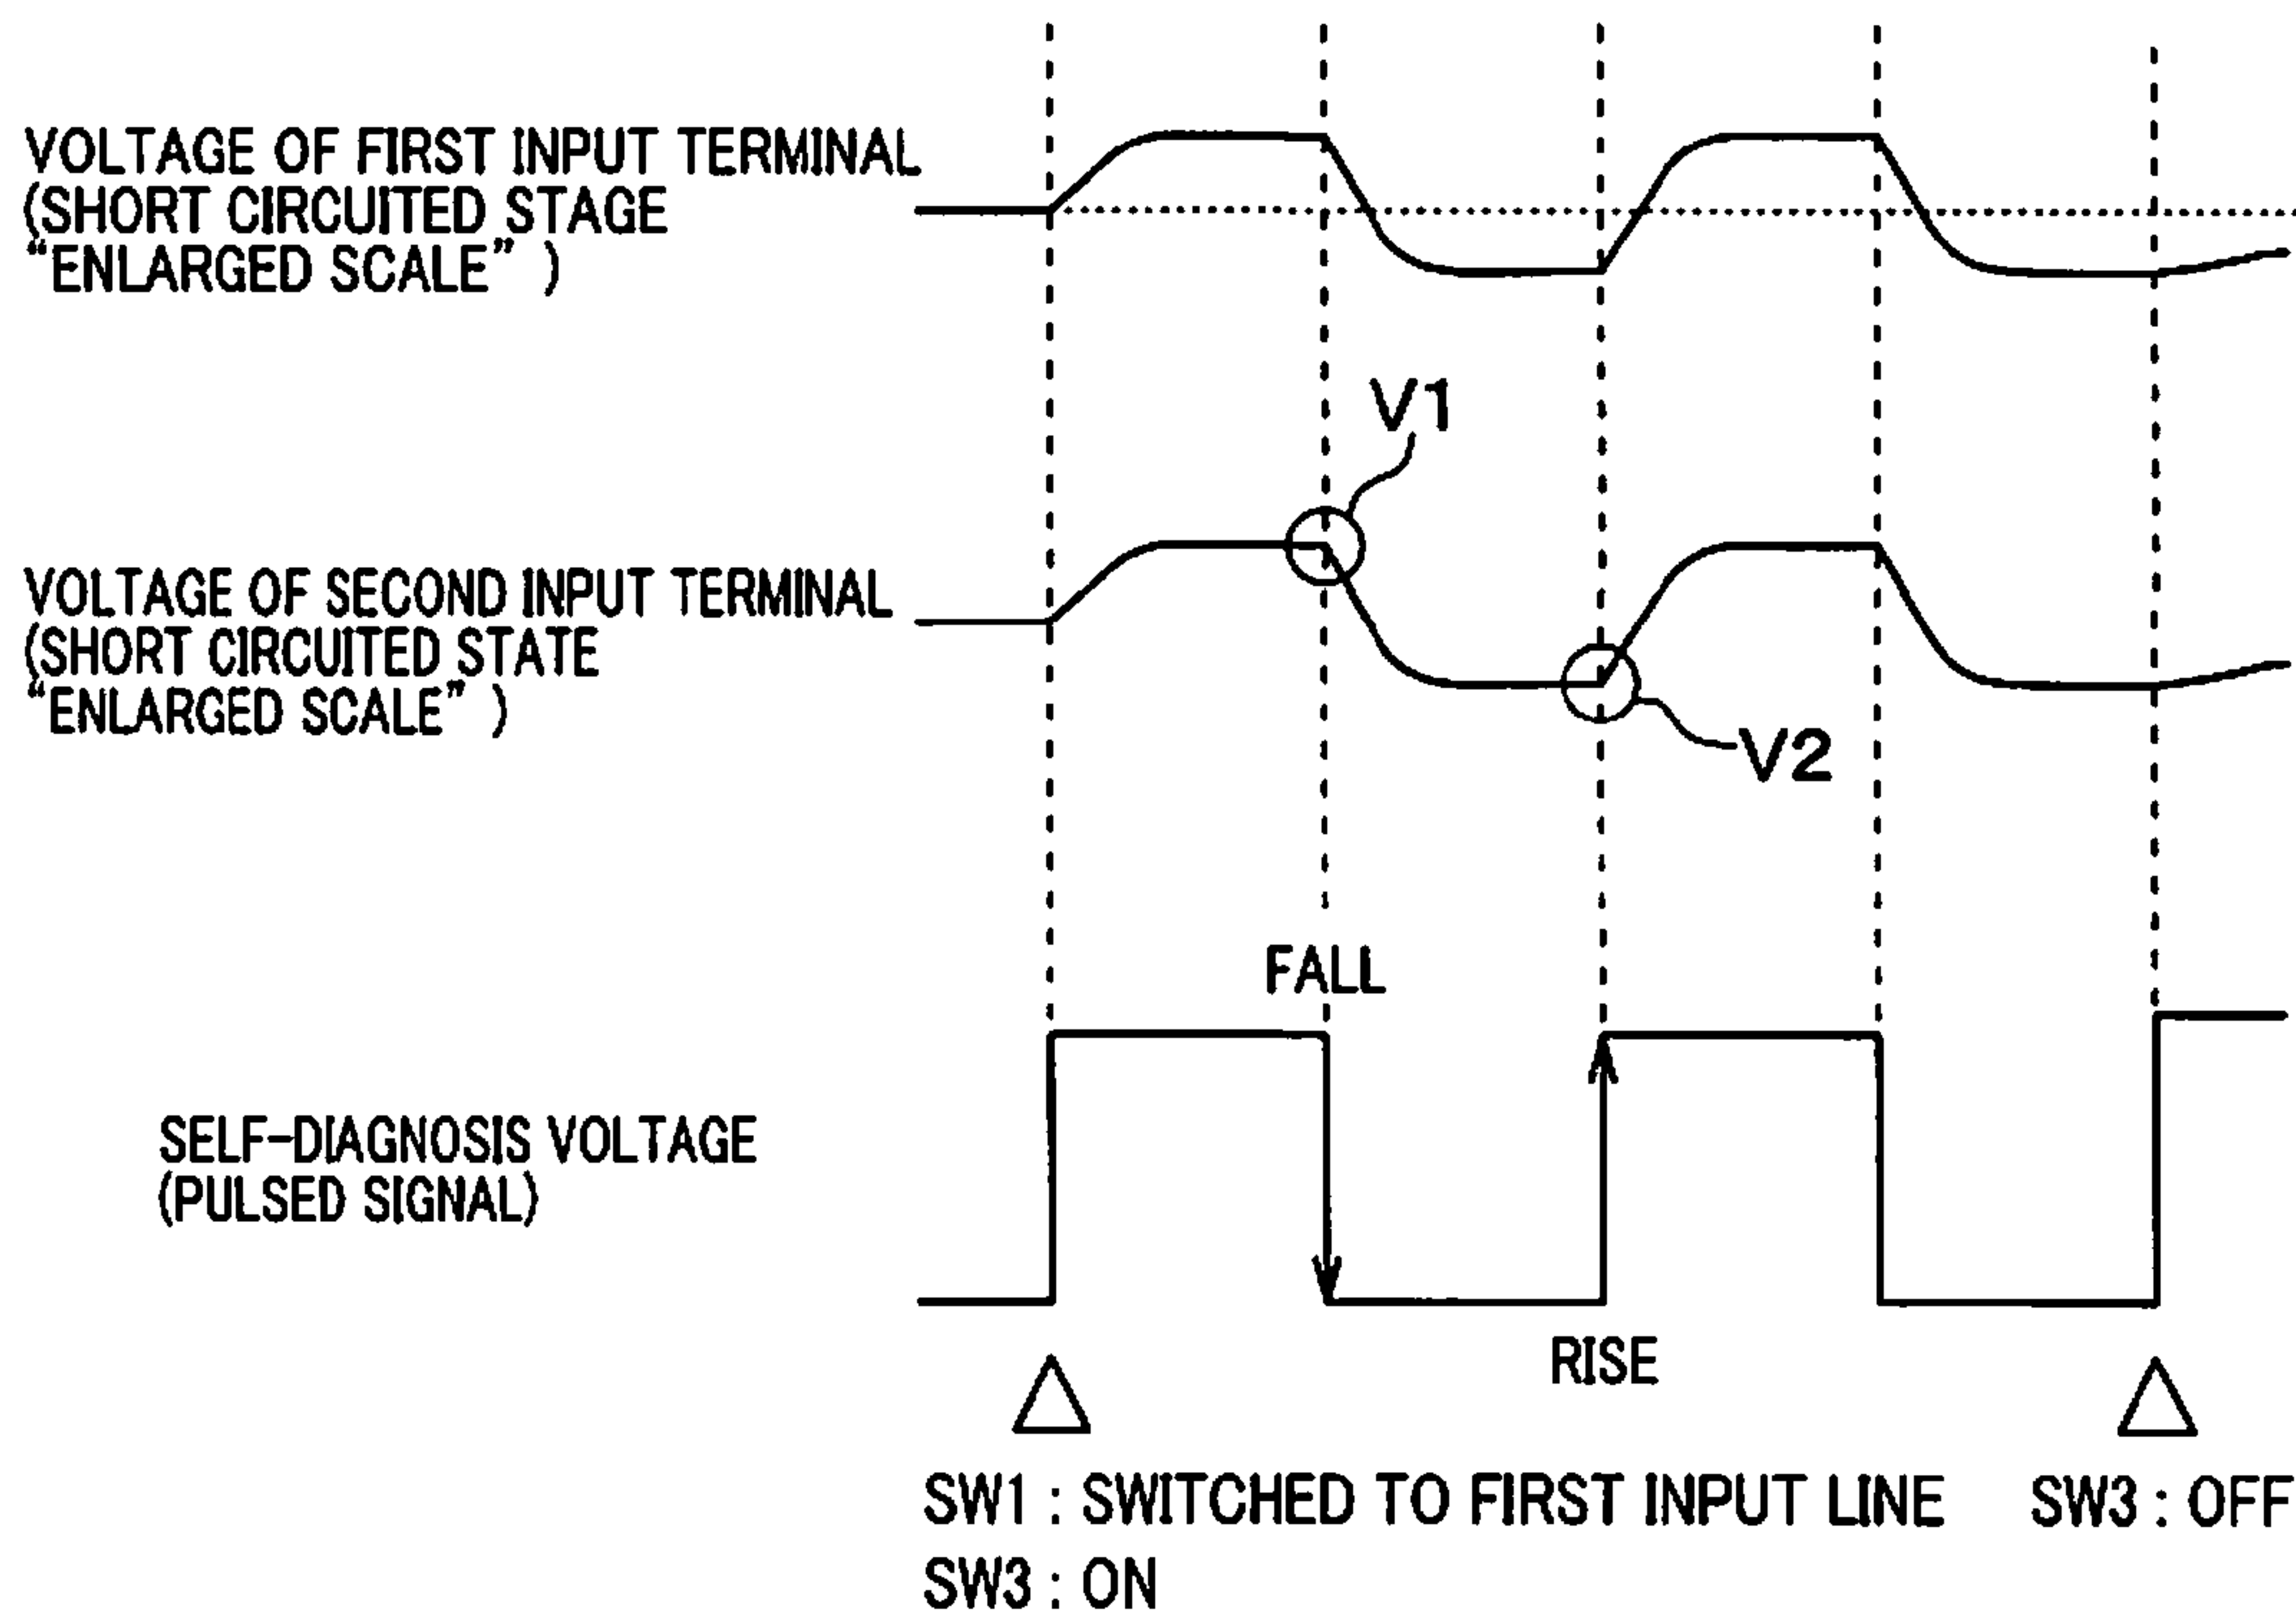 VOLTAGE OF FIRST INPUT TERMINAL
(SHORT CIRCUITED STAGE
“ENLARGED SCALE” )
V1
VOLTAGE OF SECOND INPUT TERMINAL
(SHORT CIRCUITED STATE
“ENLARGED SCALE” )
V2
FALL
SELF-DIAGNOSIS VOLTAGE
(PULSED SIGNAL)
RISE
SW1 : SWITCHED TO FIRST INPUT LINE
SW3 : OFF
SW3 : ON